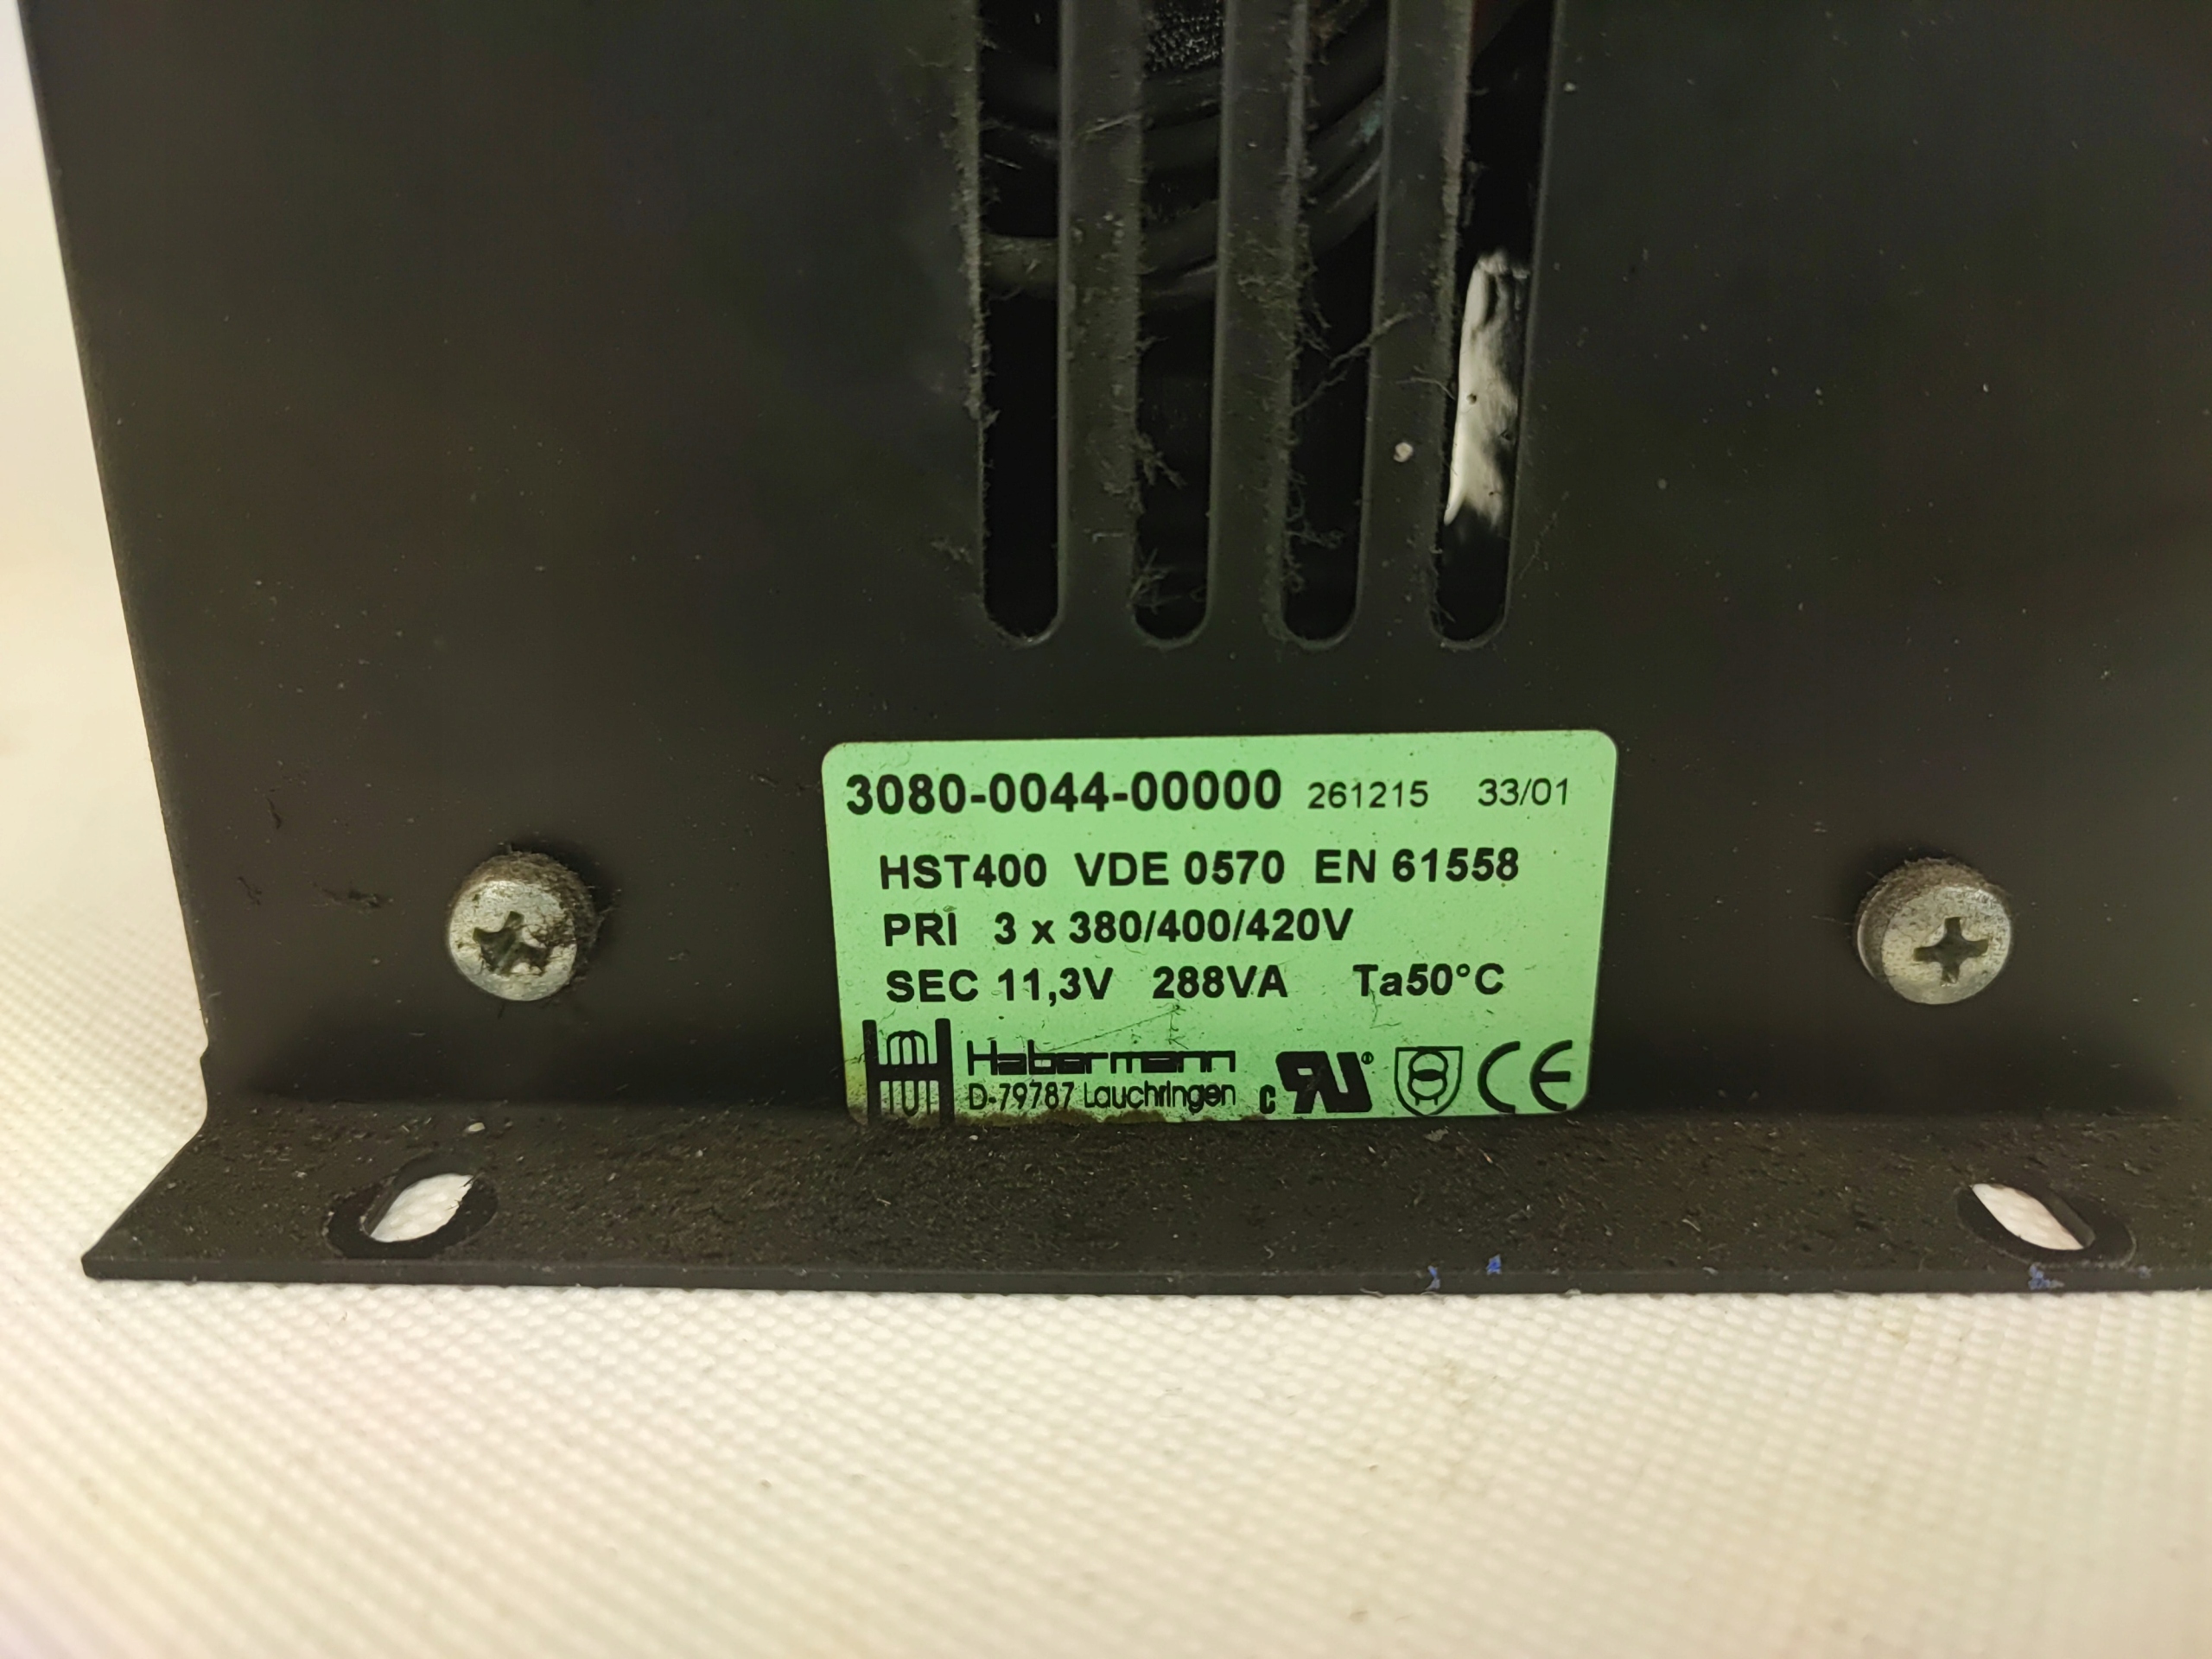 3080-0044-00000 261215 33/01
HST400 VDE 0570 EN 61558
PRI 3 x 380/400/420V
SEC 11,3V 288VA Ta50°C
Habermann
D-79787 Lauchringen c RU® CE